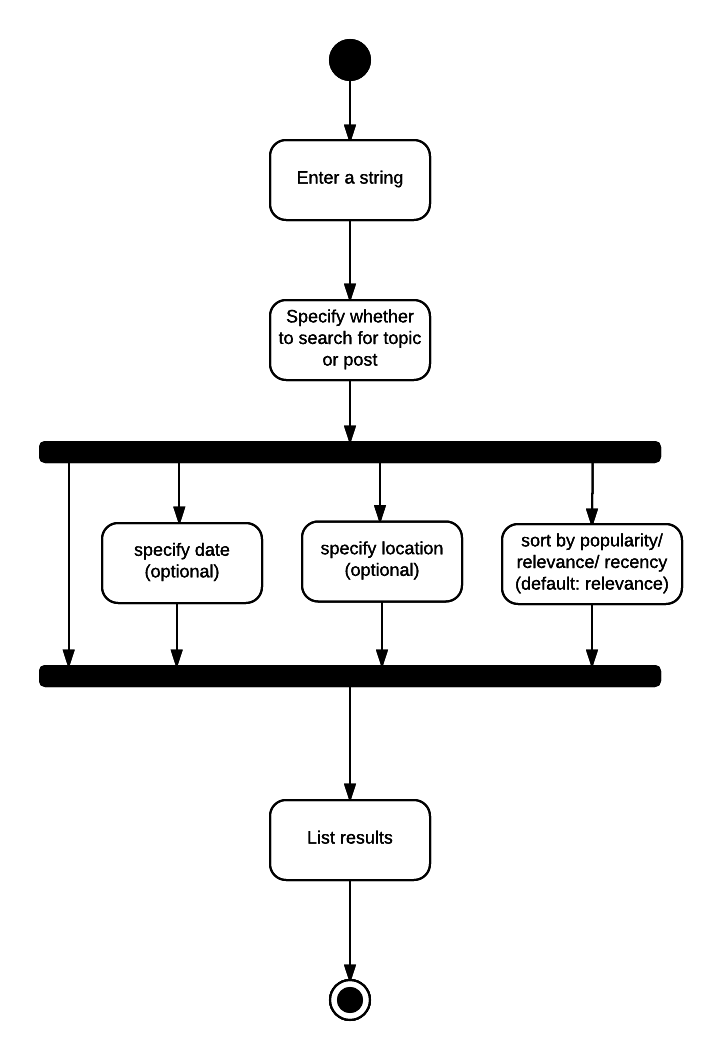 Enter a string
Specify whether
to search for topic
or post
specify date
(optional)
specify location
(optional)
sort by popularity/
relevance/ recency
(default: relevance)
List results